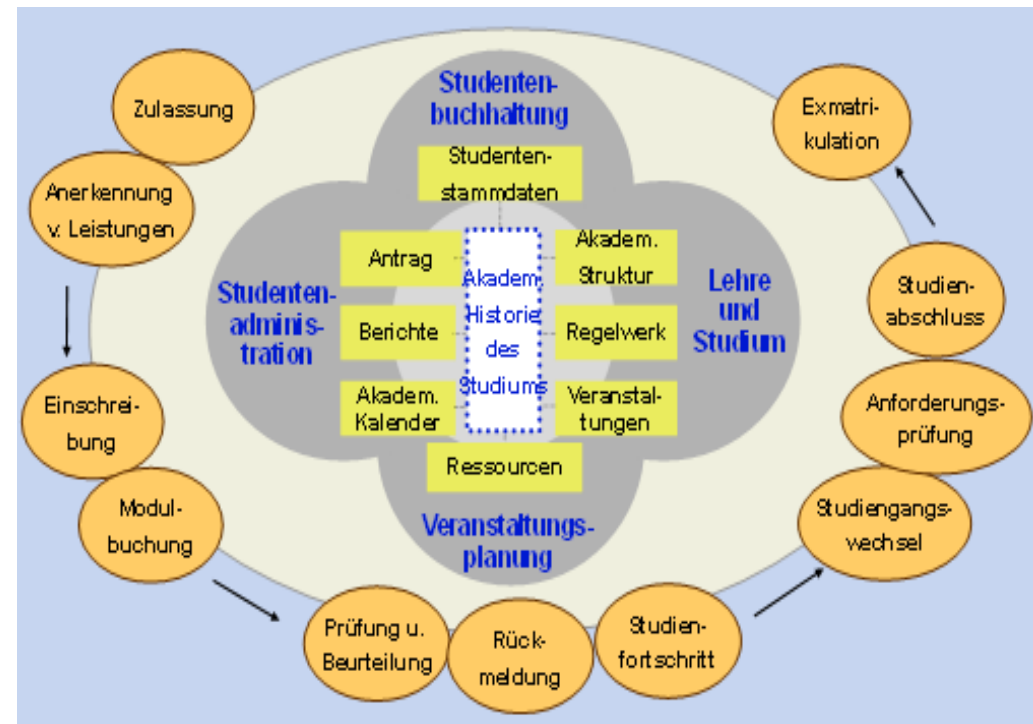 Studenten-
buchhaltung
Zulassung
Exmatri-
kulation
Studenten-
stammdaten
Anerkennung
v. Leistungen
Antrag
Akadem.
Struktur
Akadem.
Historie
des
Studiums
Studenten-
adminis-
tration
Lehre
und
Studium
Studien-
abschluss
Berichte
Regelwerk
Akadem.
Kalender
Veranstal-
tungen
Einschrei-
bung
Anforderungs-
prüfung
Ressourcen
Modul-
buchung
Veranstaltungs-
planung
Studiengangs-
wechsel
Prüfung u.
Beurteilung
Rück-
meldung
Studien-
fortschritt